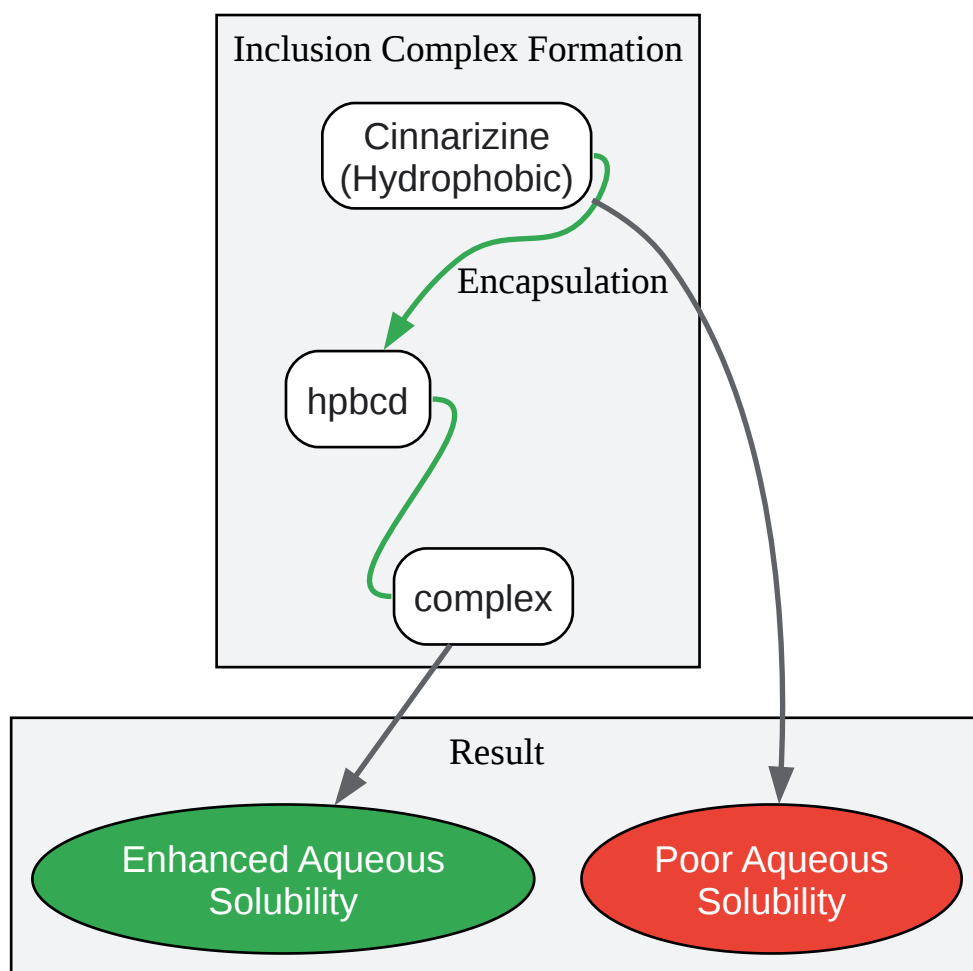 Inclusion Complex Formation
Cinnarizine
(Hydrophobic)
Encapsulation
hpbcd
complex
Result
Enhanced Aqueous
Solubility
Poor Aqueous
Solubility